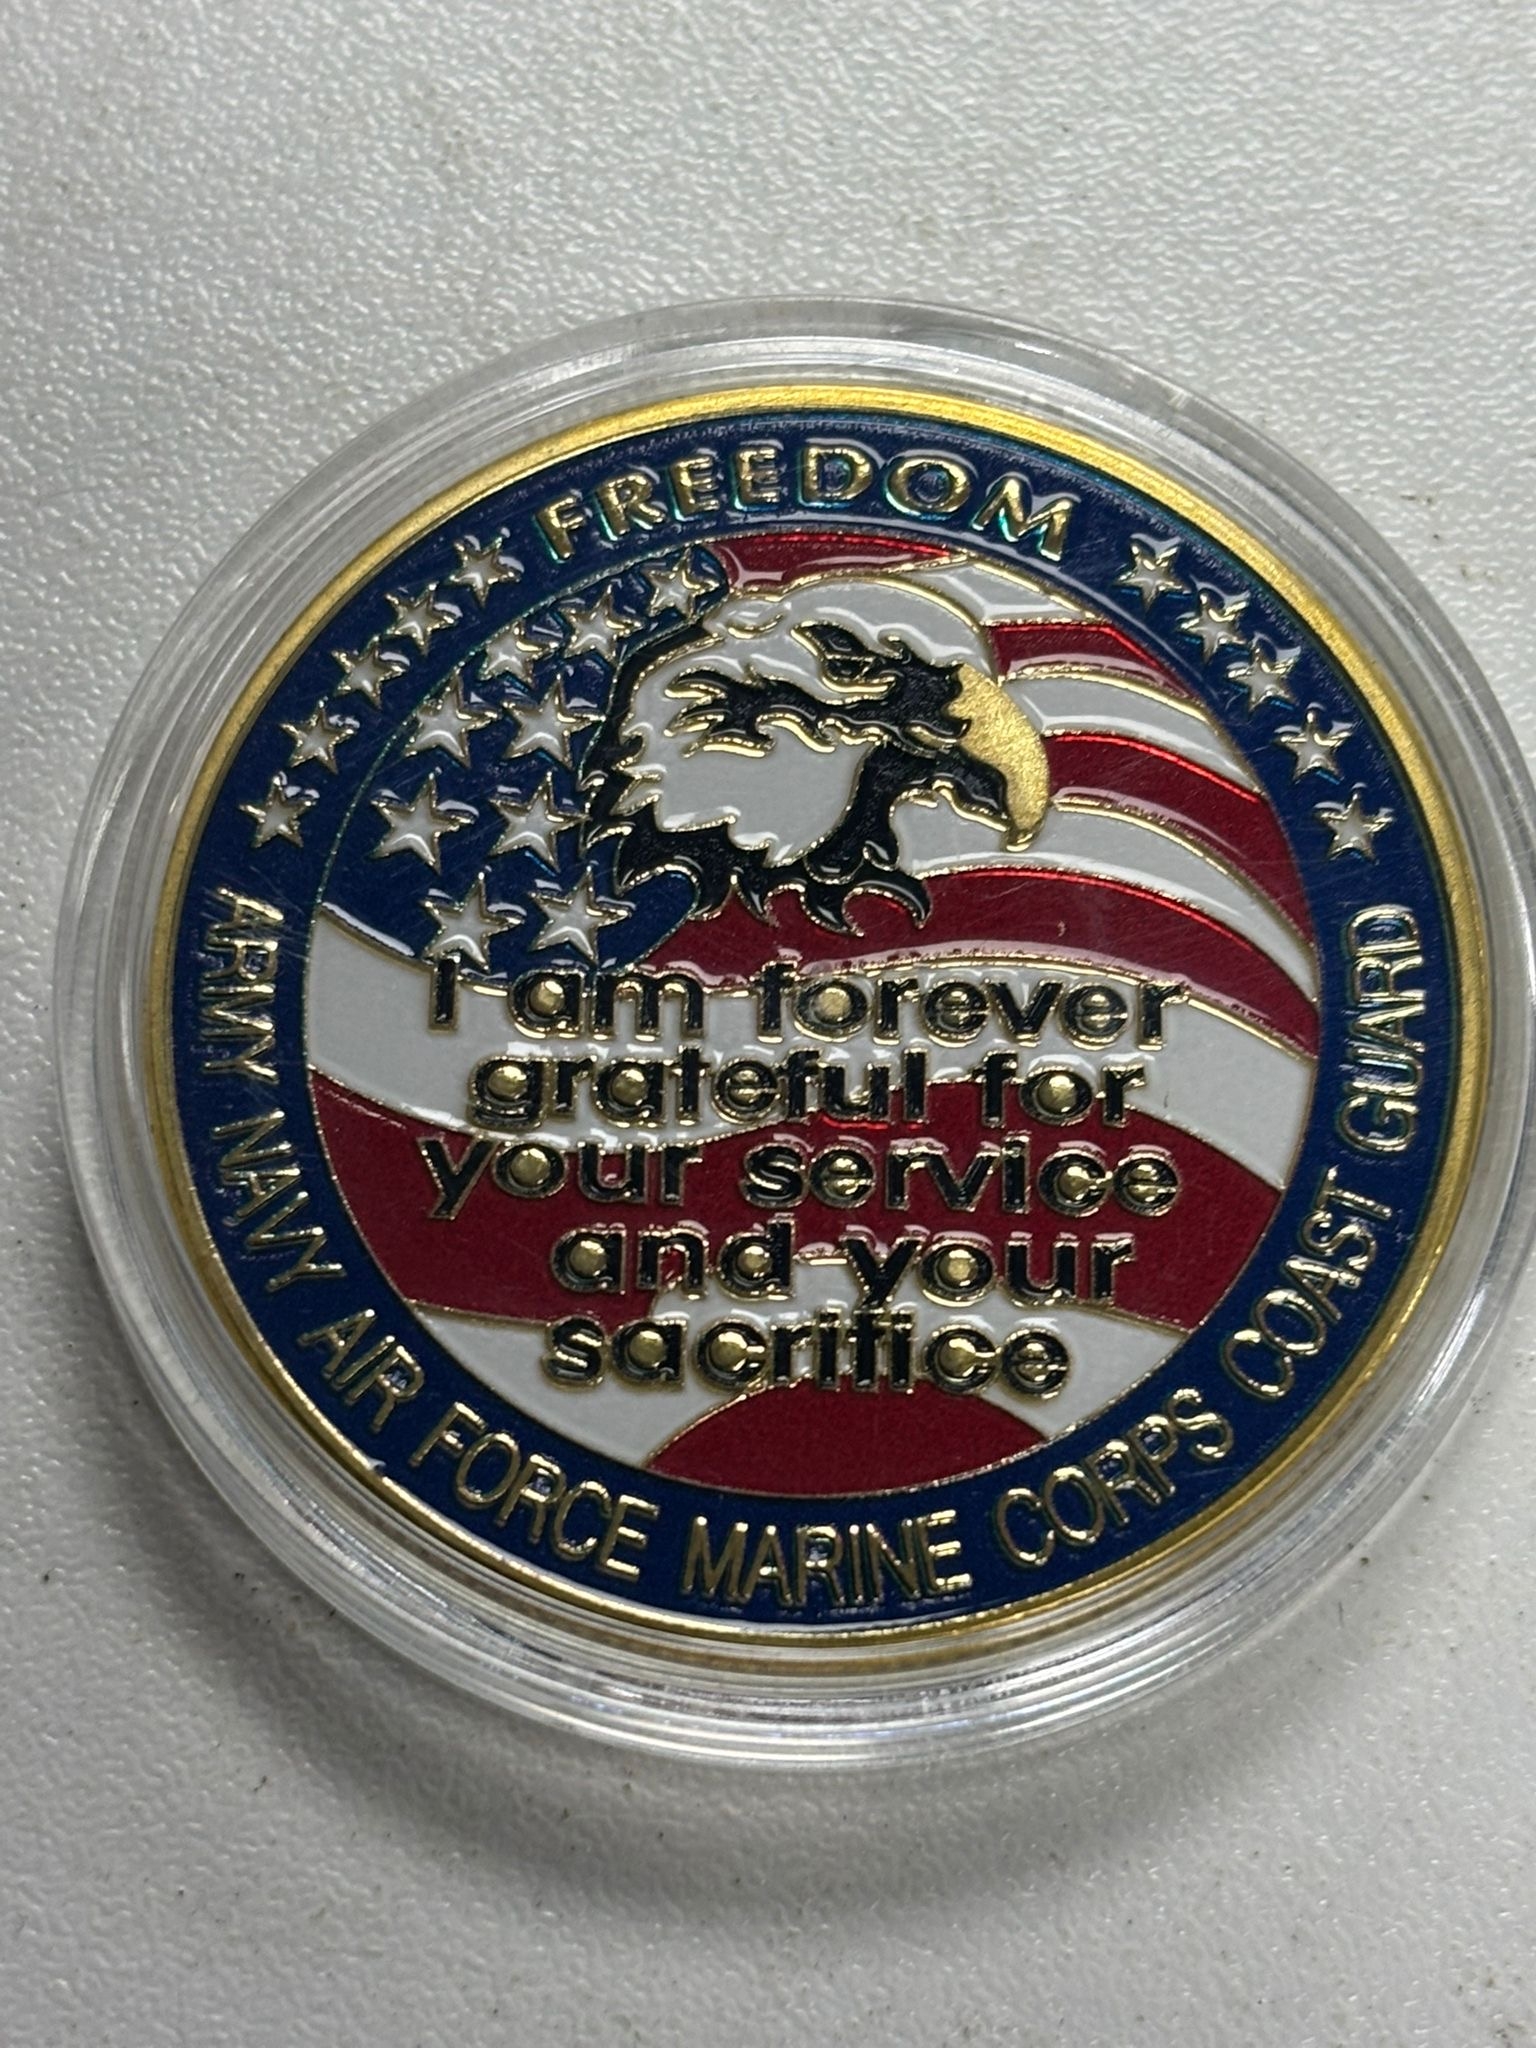 FREEDOM
I am forever
grateful for
your service
and your
sacrifice
ARMY NAVY AIR FORCE MARINE CORPS COAST GUARD